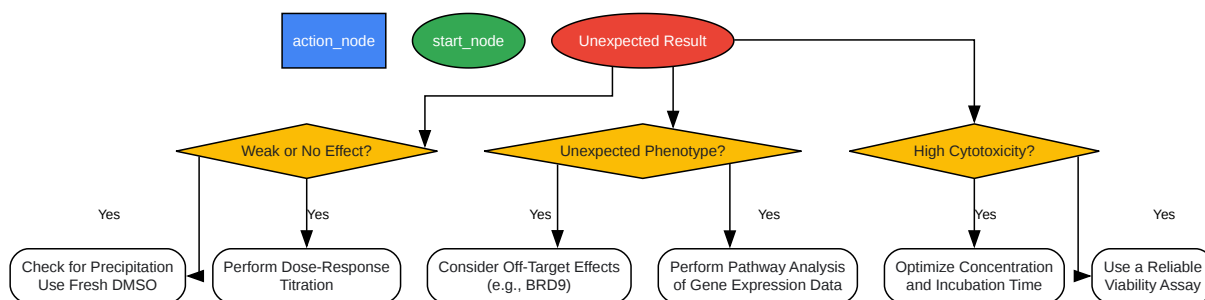 action_node
start_node
Unexpected Result
Weak or No Effect?
Unexpected Phenotype?
High Cytotoxicity?
Yes
Yes
Yes
Yes
Yes
Yes
Check for Precipitation
Use Fresh DMSO
Perform Dose-Response
Titration
Consider Off-Target Effects
(e.g., BRD9)
Perform Pathway Analysis
of Gene Expression Data
Optimize Concentration
and Incubation Time
Use a Reliable
Viability Assay